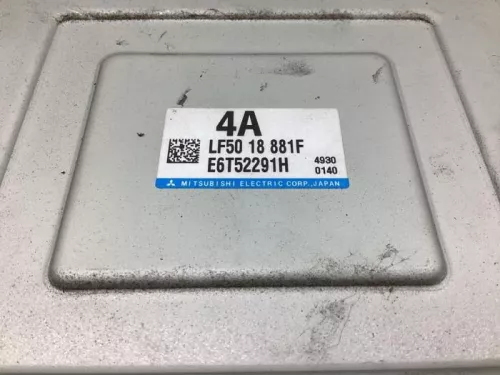 4A
LF50 18 881F
E6T52291H 4930
0140
MITSUBISHI ELECTRIC CORP., JAPAN